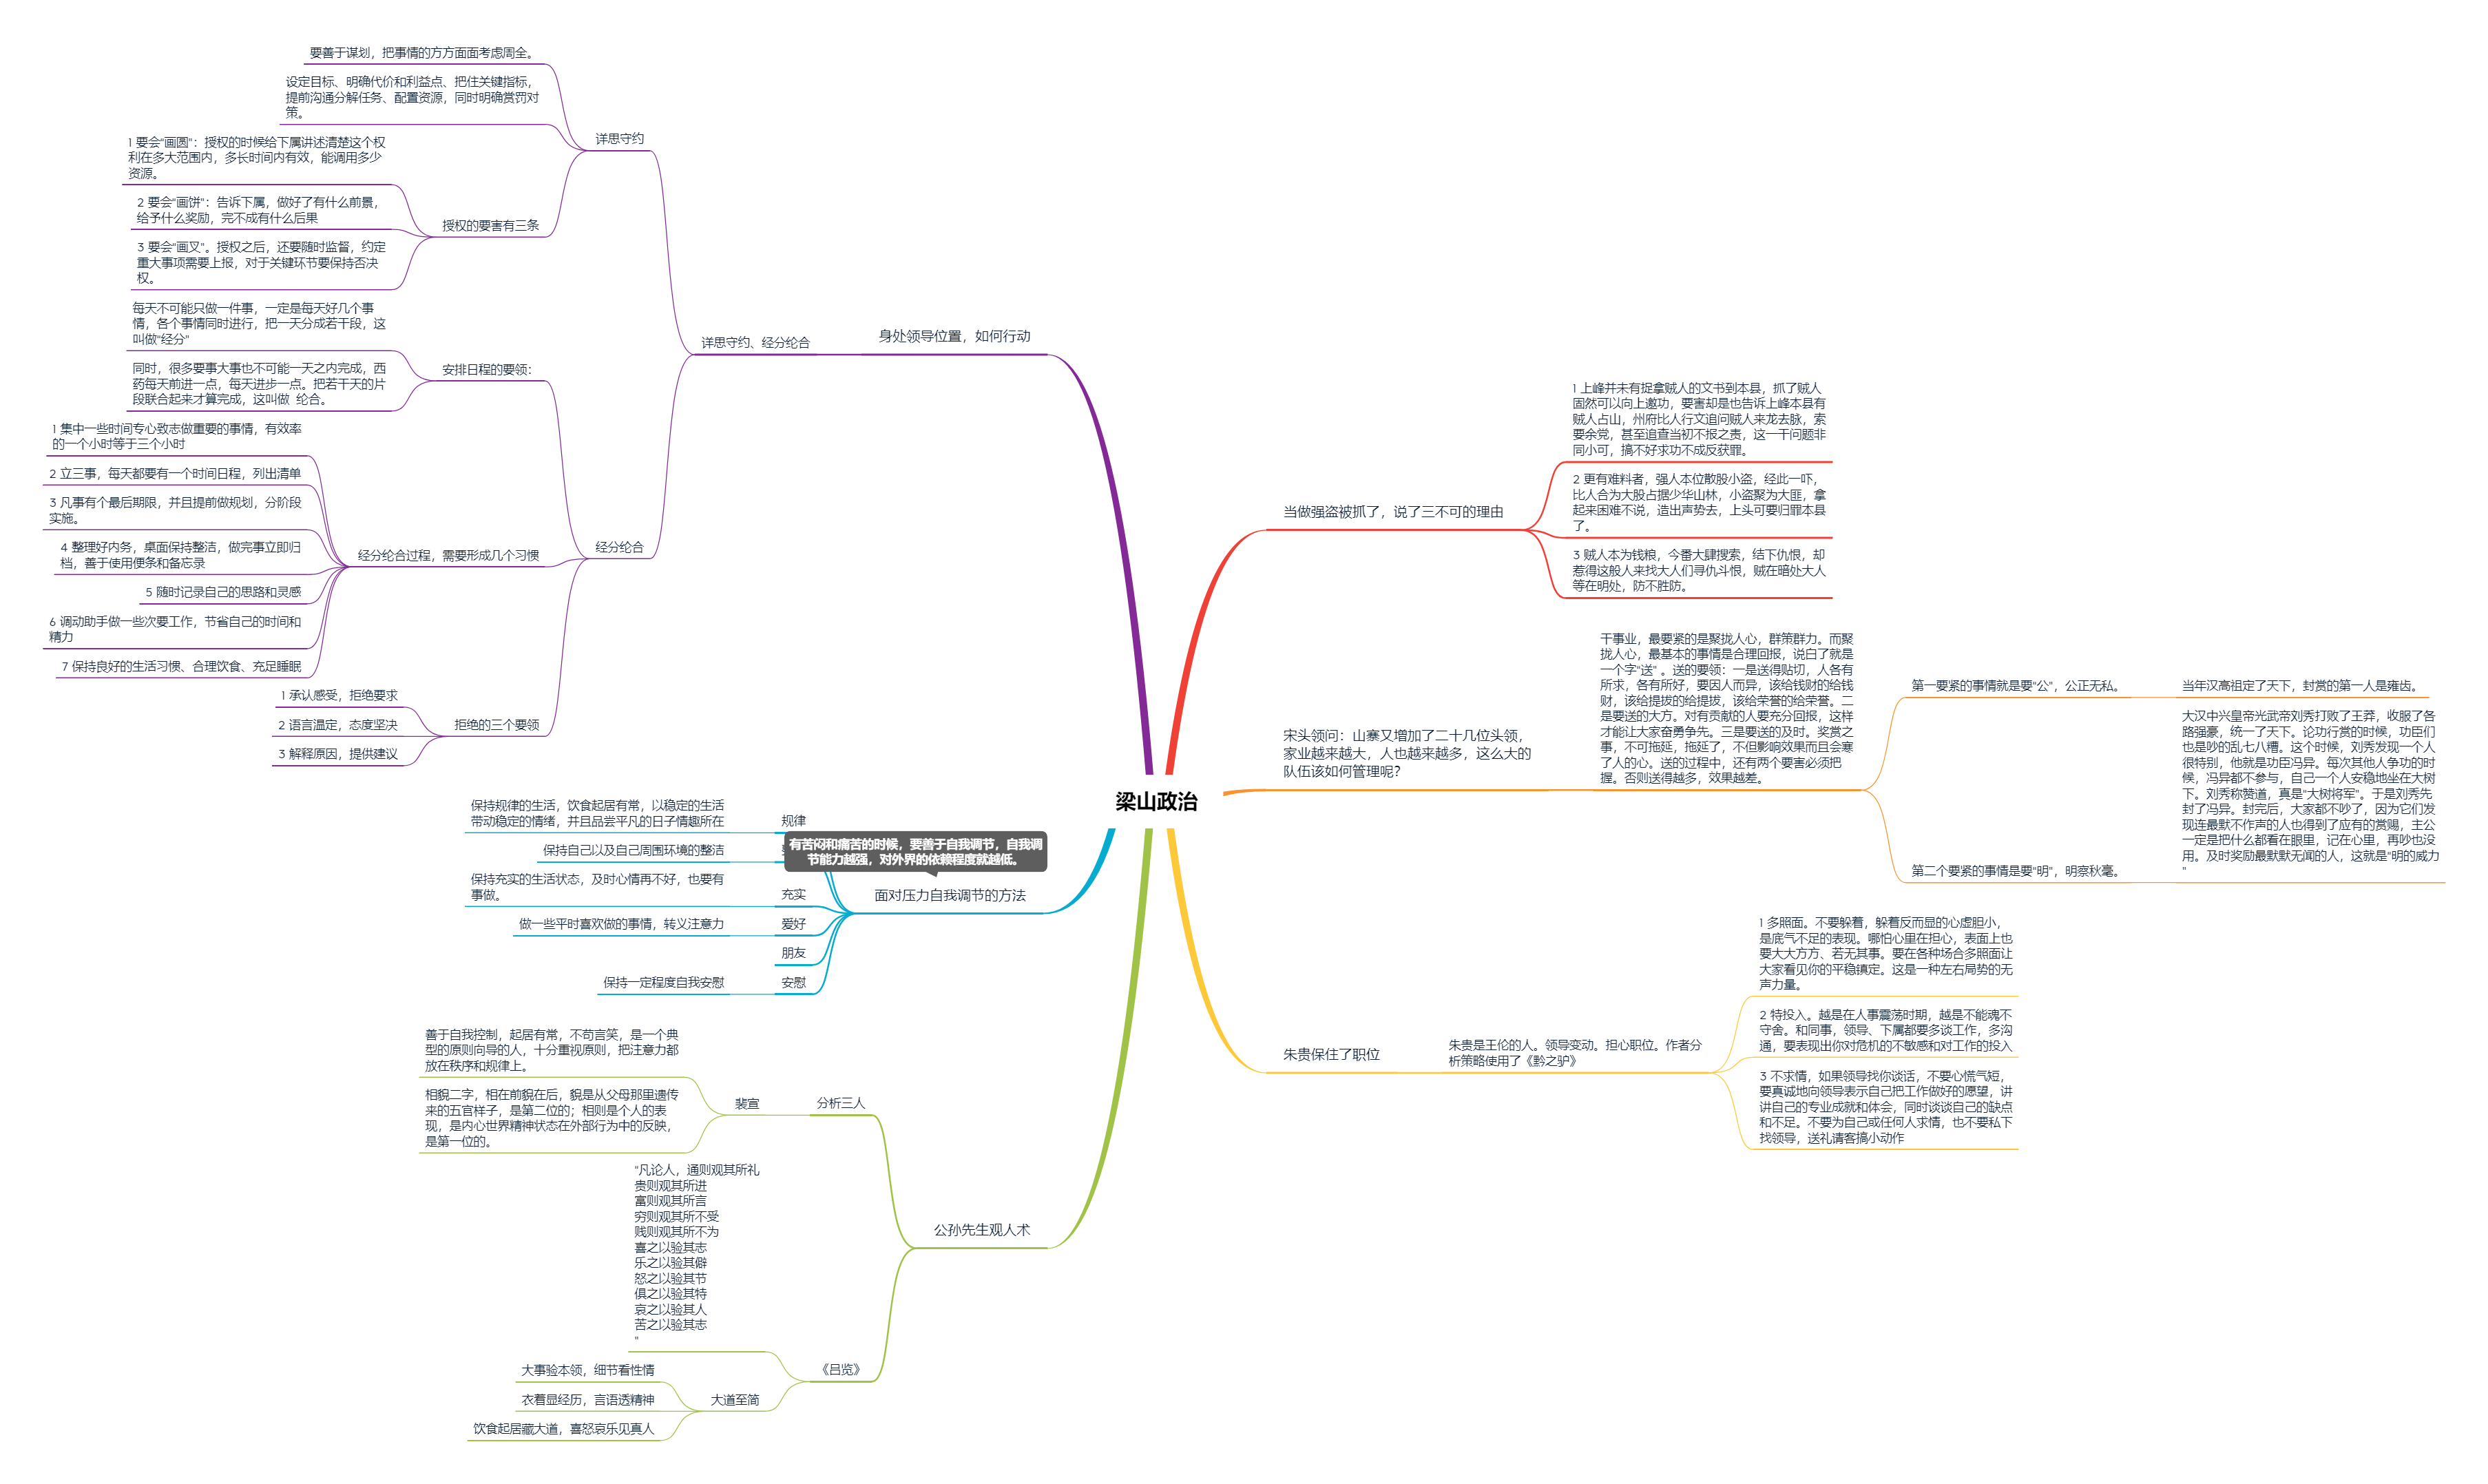 梁山政治
当做强盗被抓了，说了三不可的理由
1 上峰并未有捉拿贼人的文书到本县，抓了贼人
固然可以向上邀功，要害却是也告诉上峰本县有
贼人占山，州府比人行文追问贼人来龙去脉，索
要余党，甚至追查当初不报之责，这一干问题非
同小可，搞不好求功不成反获罪。
2 更有难料者，强人本位散股小盗，经此一吓，
比人合为大股占据少华山林，小盗聚为大匪，拿
起来困难不说，造出声势去，上头可要归罪本县
了。
3 贼人本为钱粮，今番大肆搜索，结下仇恨，却
惹得这般人来找大人们寻仇斗恨，贼在暗处大人
等在明处，防不胜防。
宋头领问：山寨又增加了二十几位头领，
家业越来越大，人也越来越多，这么大的
队伍该如何管理呢？
干事业，最要紧的是聚拢人心，群策群力。而聚
拢人心，最基本的事情是合理回报，说白了就是
一个字“送” 。送的要领：一是送得贴切，人各有
所求，各有所好，要因人而异，该给钱财的给钱
财，该给提拔的给提拔，该给荣誉的给荣誉。二
是要送的大方。对有贡献的人要充分回报，这样
才能让大家奋勇争先。三是要送的及时。奖赏之
事，不可拖延，拖延了，不但影响效果而且会寒
了人的心。送的过程中，还有两个要害必须把
握。否则送得越多，效果越差。
第一要紧的事情就是要“公”，公正无私。
当年汉高祖定了天下，封赏的第一人是雍齿。
第二个要紧的事情是要“明”，明察秋毫。
大汉中兴皇帝光武帝刘秀打败了王莽，收服了各
路强豪，统一了天下。论功行赏的时候，功臣们
也是吵的乱七八糟。这个时候，刘秀发现一个人
很特别，他就是功臣冯异。每次其他人争功的时
候，冯异都不参与，自己一个人安稳地坐在大树
下。刘秀称赞道，真是“大树将军”。于是刘秀先
封了冯异。封完后，大家都不吵了，因为它们发
现连最默不作声的人也得到了应有的赏赐，主公
一定是把什么都看在眼里，记在心里，再吵也没
用。及时奖励最默默无闻的人，这就是“明的威力
”
朱贵保住了职位
朱贵是王伦的人。领导变动。担心职位。作者分
析策略使用了《黔之驴》
1 多照面。不要躲着，躲着反而显的心虚胆小，
是底气不足的表现。哪怕心里在担心，表面上也
要大大方方、若无其事。要在各种场合多照面让
大家看见你的平稳镇定。这是一种左右局势的无
声力量。
2 特投入。越是在人事震荡时期，越是不能魂不
守舍。和同事，领导、下属都要多谈工作，多沟
通，要表现出你对危机的不敏感和对工作的投入
3 不求情，如果领导找你谈话，不要心慌气短，
要真诚地向领导表示自己把工作做好的愿望，讲
讲自己的专业成就和体会，同时谈谈自己的缺点
和不足。不要为自己或任何人求情，也不要私下
找领导，送礼请客搞小动作
身处领导位置，如何行动
详思守约、经分纶合
详思守约
要善于谋划，把事情的方方面面考虑周全。
设定目标、明确代价和利益点、把住关键指标，
提前沟通分解任务、配置资源，同时明确赏罚对
策。
授权的要害有三条
1 要会“画圆”：授权的时候给下属讲述清楚这个权
利在多大范围内，多长时间内有效，能调用多少
资源。
2 要会“画饼”：告诉下属，做好了有什么前景，
给予什么奖励，完不成有什么后果
3 要会“画叉”。授权之后，还要随时监督，约定
重大事项需要上报，对于关键环节要保持否决
权。
经分纶合
安排日程的要领：
每天不可能只做一件事，一定是每天好几个事
情，各个事情同时进行，把一天分成若干段，这
叫做“经分”
同时，很多要事大事也不可能一天之内完成，西
药每天前进一点，每天进步一点。把若干天的片
段联合起来才算完成，这叫做 纶合。
经分纶合过程，需要形成几个习惯
1 集中一些时间专心致志做重要的事情，有效率
的一个小时等于三个小时
2 立三事，每天都要有一个时间日程，列出清单
3 凡事有个最后期限，并且提前做规划，分阶段
实施。
4 整理好内务，桌面保持整洁，做完事立即归
档，善于使用便条和备忘录
5 随时记录自己的思路和灵感
6 调动助手做一些次要工作，节省自己的时间和
精力
7 保持良好的生活习惯、合理饮食、充足睡眠
拒绝的三个要领
1 承认感受，拒绝要求
2 语言温定，态度坚决
3 解释原因，提供建议
面对压力自我调节的方法
有苦闷和痛苦的时候，要善于自我调节，自我调
节能力越强，对外界的依赖程度就越低。
规律
保持规律的生活，饮食起居有常，以稳定的生活
带动稳定的情绪，并且品尝平凡的日子情趣所在
保持自己以及自己周围环境的整洁
充实
保持充实的生活状态，及时心情再不好，也要有
事做。
爱好
做一些平时喜欢做的事情，转义注意力
朋友
安慰
保持一定程度自我安慰
公孙先生观人术
分析三人
裴宣
善于自我控制，起居有常，不苟言笑，是一个典
型的原则向导的人，十分重视原则，把注意力都
放在秩序和规律上。
相貌二字，相在前貌在后，貌是从父母那里遗传
来的五官样子，是第二位的；相则是个人的表
现，是内心世界精神状态在外部行为中的反映，
是第一位的。
《吕览》
“凡论人，通则观其所礼
贵则观其所进
富则观其所言
穷则观其所不受
贱则观其所不为
喜之以验其志
乐之以验其僻
怒之以验其节
俱之以验其特
哀之以验其人
苦之以验其志
”
大道至简
大事验本领，细节看性情
衣着显经历，言语透精神
饮食起居藏大道，喜怒哀乐见真人